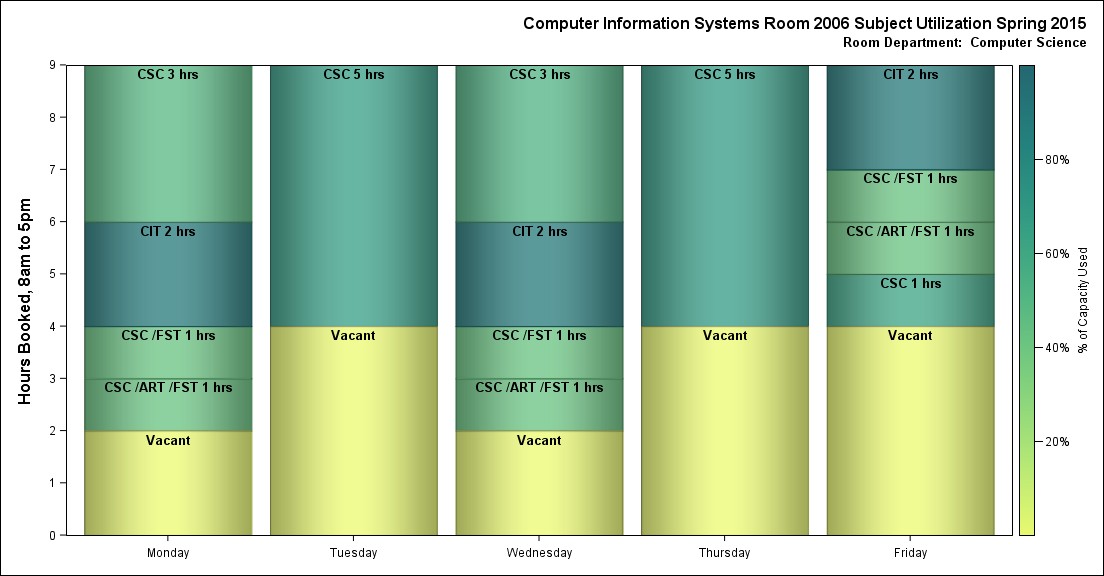 Computer Information Systems Room 2006 Subject Utilization Spring 2015
Room Department: Computer Science
Hours Booked, 8am to 5pm
9
8
7
6
5
4
3
2
1
0
CSC 3 hrs
CIT 2 hrs
CSC /FST 1 hrs
CSC /ART /FST 1 hrs
Vacant
Monday
CSC 5 hrs
Vacant
Tuesday
CSC 3 hrs
CIT 2 hrs
CSC /FST 1 hrs
CSC /ART /FST 1 hrs
Vacant
Wednesday
CSC 5 hrs
Vacant
Thursday
CIT 2 hrs
CSC /FST 1 hrs
CSC /ART /FST 1 hrs
CSC 1 hrs
Vacant
Friday
80%
60%
40%
20%
% of Capacity Used